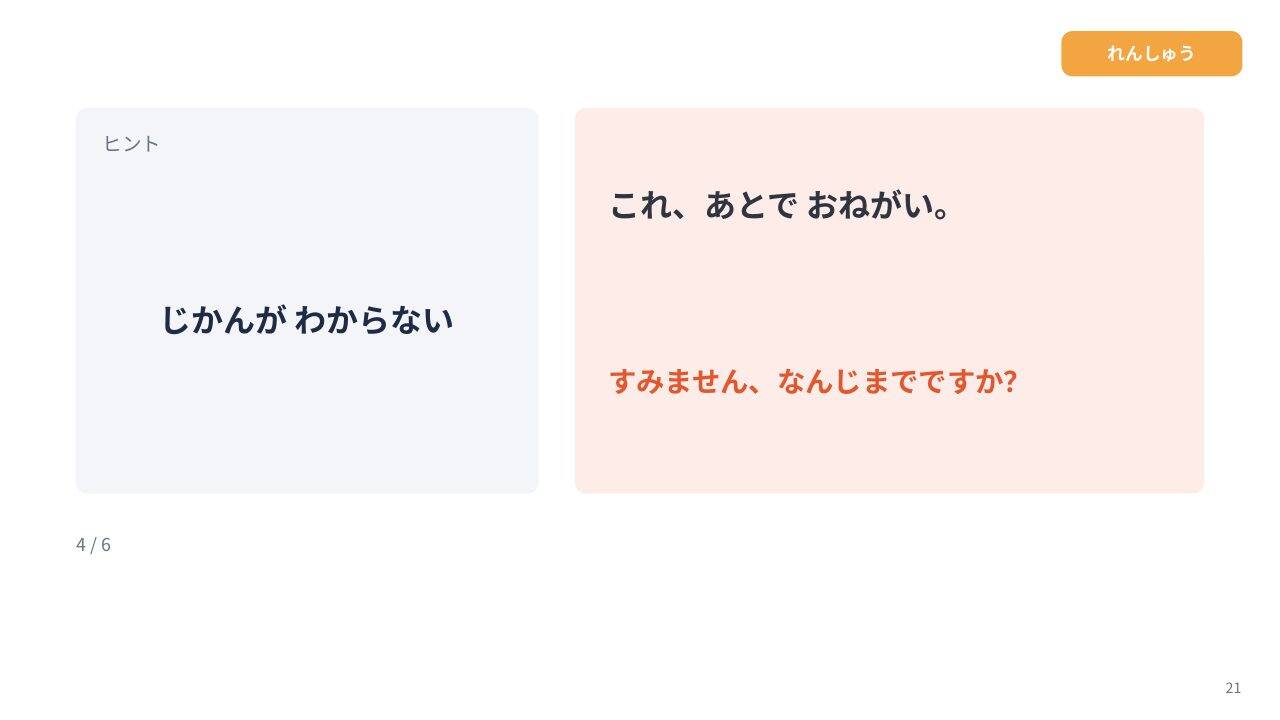 れんしゅう
ヒント
じかんが わからない
これ、あとで おねがい。
すみません、なんじまでですか?
4 / 6
21